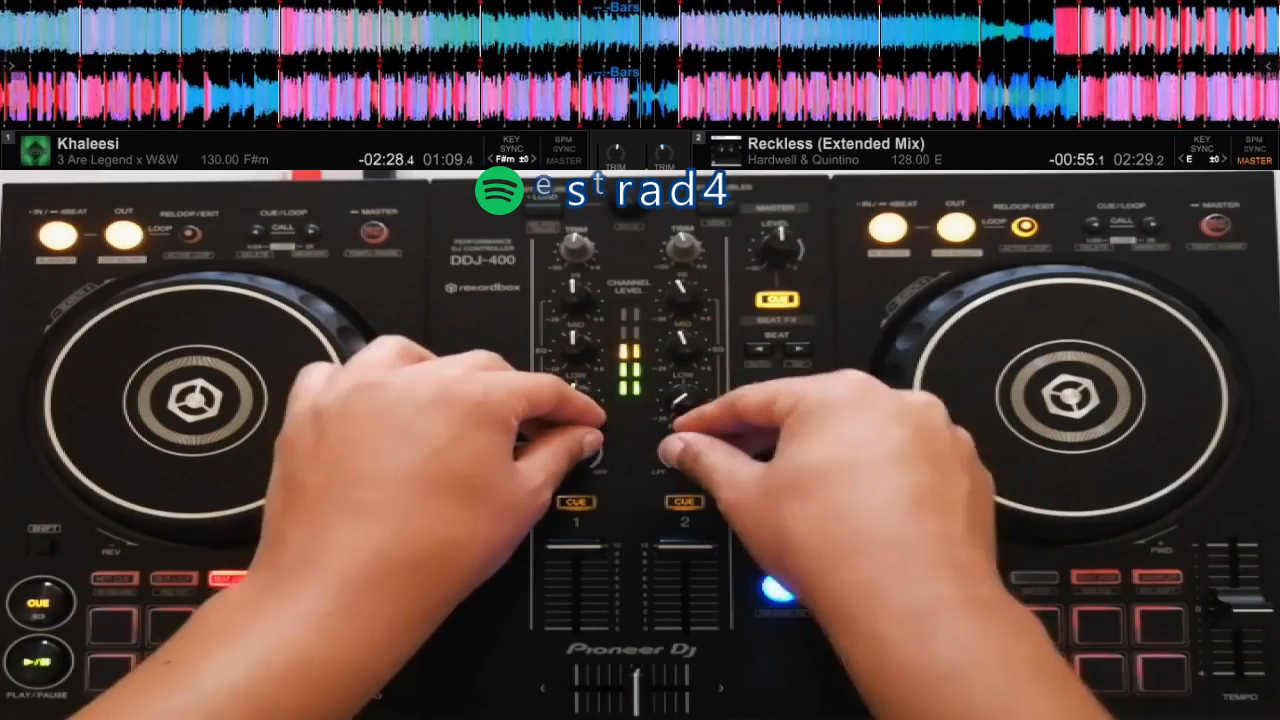 --.-Bars
--.-Bars
1
Khaleesi
3 Are Legend x W&W
130.00 F#m
-02:28.4
01:09.4
KEY
SYNC
F#m ±0
BPM
SYNC
MASTER
TRIM
TRIM
2
Reckless (Extended Mix)
Hardwell & Quintino
128.00 E
-00:55.1
02:29.2
KEY
SYNC
E ±0
BPM
SYNC
MASTER
estrad4
IN / 4BEAT
OUT
LOOP
RELOOP/EXIT
CUE/LOOP
CALL
MASTER
PERFORMANCE
DJ CONTROLLER
DDJ-400
rekordbox
TRIM
TRIM
MASTER
LEVEL
HI
CHANNEL
LEVEL
MID
MID
EQ
EQ
LOW
LOW
CUE
BEAT FX
BEAT
IN / 4BEAT
OUT
LOOP
RELOOP/EXIT
CUE/LOOP
CALL
MASTER
LPF
CUE
CUE
1
2
SHIFT
REV
FWD
CUE
PLAY/PAUSE
Pioneer Dj
TEMPO